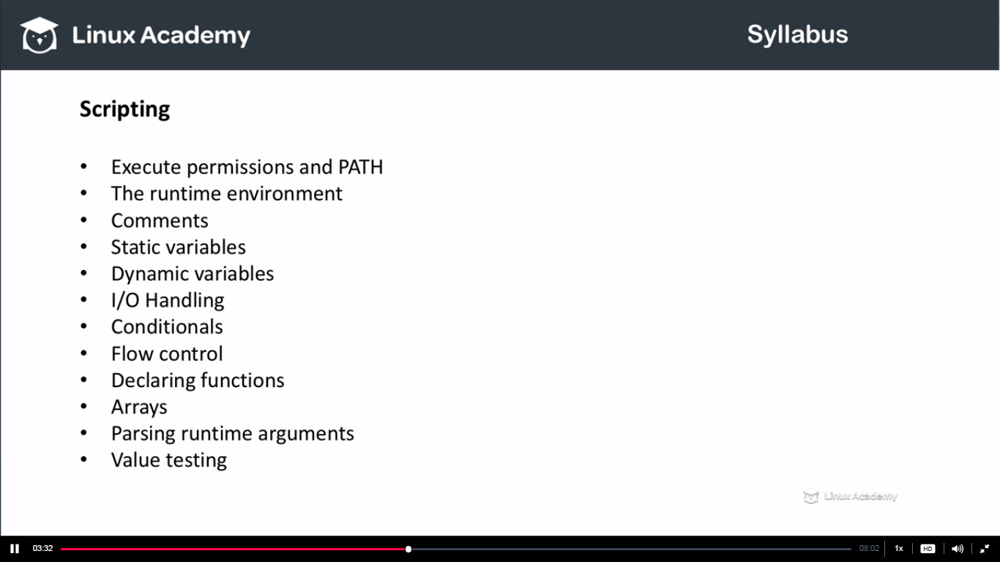 Linux Academy
Syllabus
Scripting
• Execute permissions and PATH
• The runtime environment
• Comments
• Static variables
• Dynamic variables
• I/O Handling
• Conditionals
• Flow control
• Declaring functions
• Arrays
• Parsing runtime arguments
• Value testing
Linux Academy
03:32
08:02
1x
HD